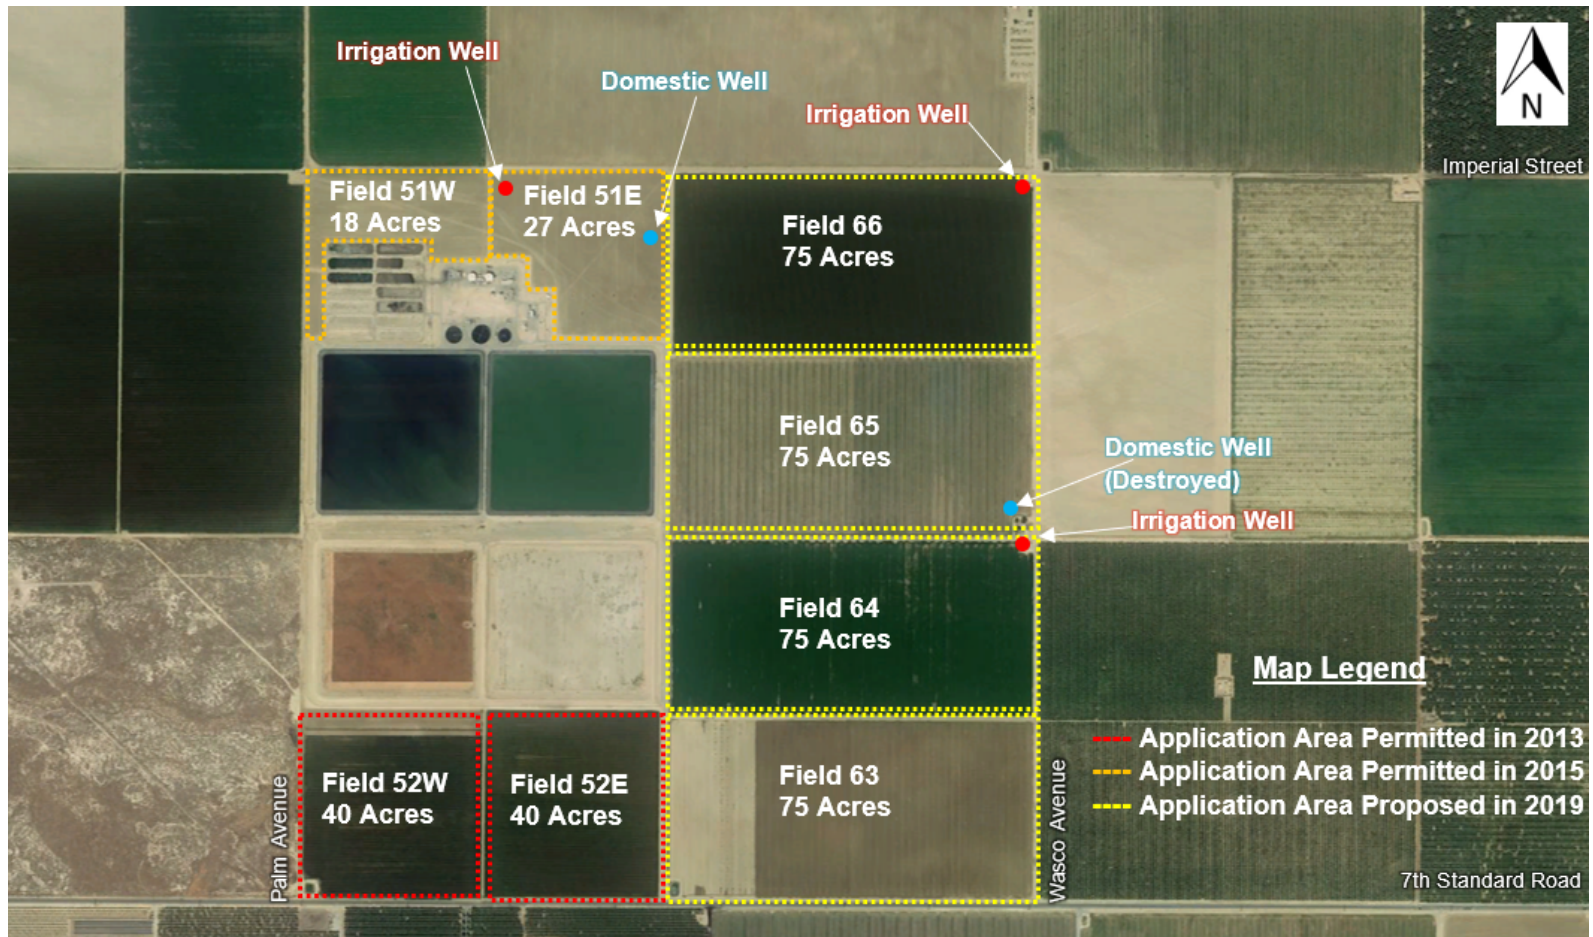 Irrigation Well
Domestic Well
Irrigation Well
N
Imperial Street
Field 51W
18 Acres
Field 51E
27 Acres
Field 66
75 Acres
Field 65
75 Acres
Domestic Well
(Destroyed)
Irrigation Well
Field 64
75 Acres
Map Legend
Application Area Permitted in 2013
Application Area Permitted in 2015
Application Area Proposed in 2019
Field 52W
40 Acres
Field 52E
40 Acres
Field 63
75 Acres
Palm Avenue
Wasco Avenue
7th Standard Road